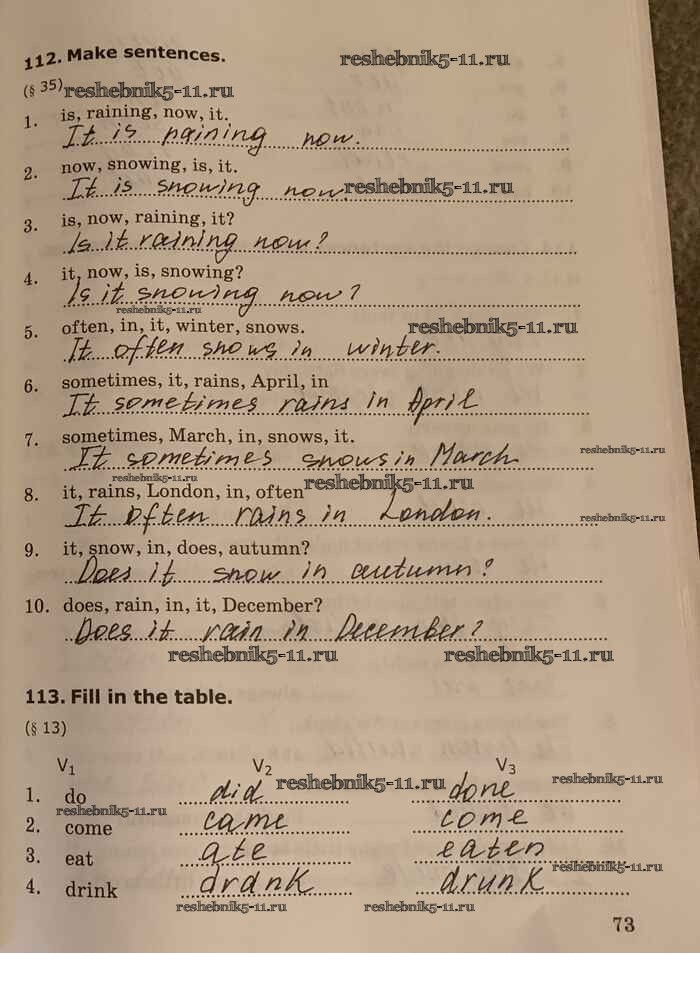 112. Make sentences. reshebnik5-11.ru
(§ 35) reshebnik5-11.ru
1. is, raining, now, it.
It is raining now.
2. now, snowing, is, it.
It is snowing now. reshebnik5-11.ru
3. is, now, raining, it?
Is it raining now?
4. it, now, is, snowing?
Is it snowing now?
reshebnik5-11.ru
5. often, in, it, winter, snows. reshebnik5-11.ru
It often snows in winter.
6. sometimes, it, rains, April, in
It sometimes rains in April
7. sometimes, March, in, snows, it. reshebnik5-11.ru
It sometimes snows in March
reshebnik5-11.ru reshebnik5-11.ru
8. it, rains, London, in, often
It often rains in London. reshebnik5-11.ru
9. it, snow, in, does, autumn?
Does it snow in autumn?
10. does, rain, in, it, December?
Does it rain in December?
reshebnik5-11.ru reshebnik5-11.ru
113. Fill in the table.
(§ 13)
V1 V2 V3
reshebnik5-11.ru reshebnik5-11.ru
1. do did done
reshebnik5-11.ru
2. come came come
3. eat ate eaten
reshebnik5-11.ru
4. drink drank drunk
reshebnik5-11.ru reshebnik5-11.ru
73